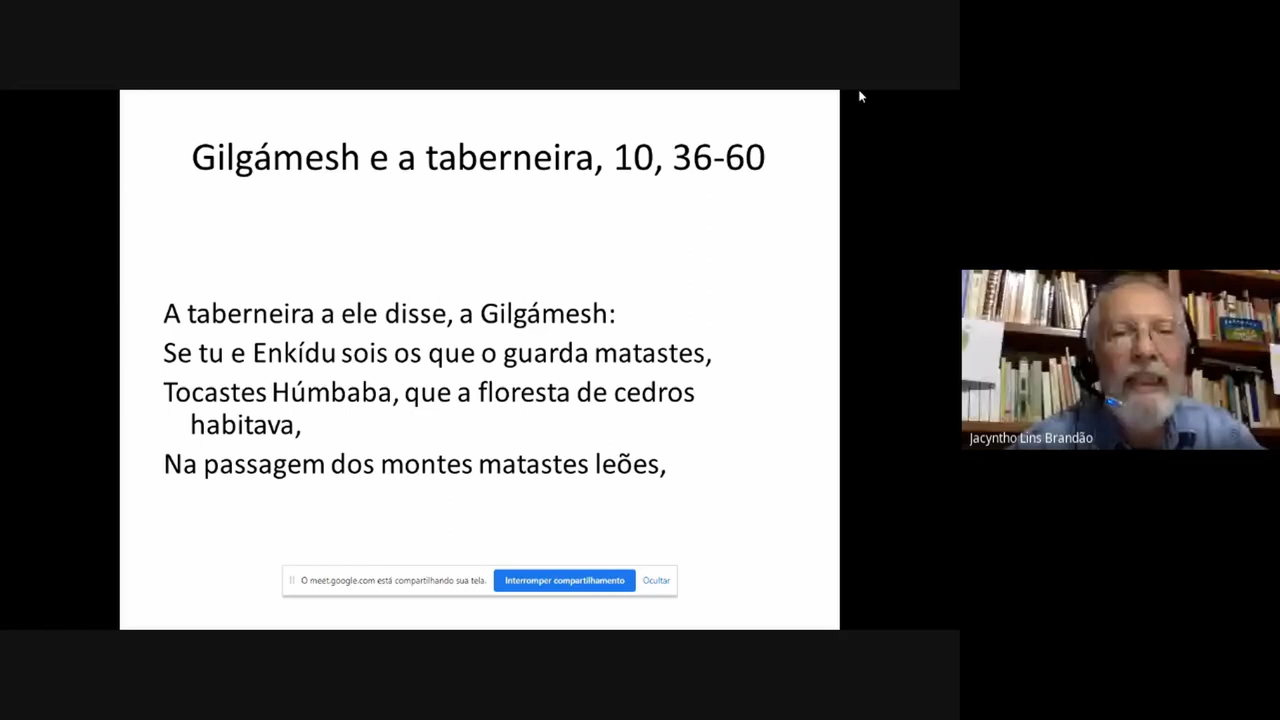 Gilgámesh e a taberneira, 10, 36-60
A taberneira a ele disse, a Gilgámesh:
Se tu e Enkídu sois os que o guarda matastes,
Tocastes Húmbaba, que a floresta de cedros
habitava,
Na passagem dos montes matastes leões,
O meet.google.com está compartilhando sua tela.
Interromper compartilhamento
Ocultar
Jacyntho Lins Brandão